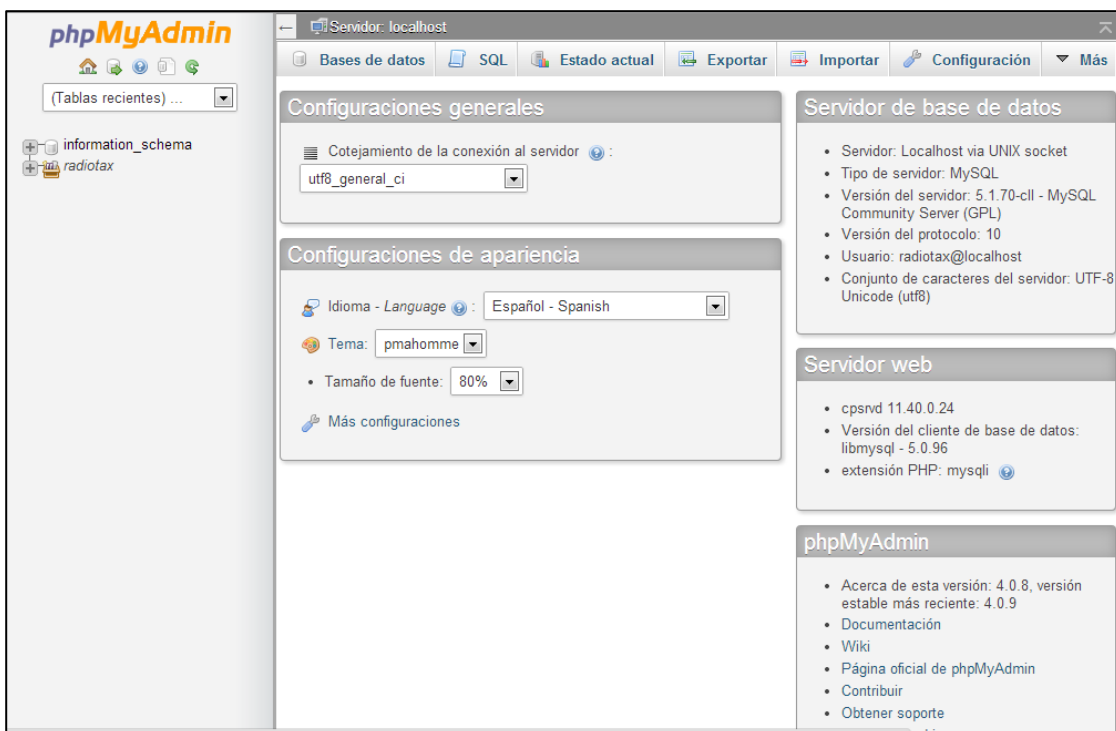 phpMyAdmin
(Tablas recientes) ...
information_schema
radiotax
Servidor: localhost
Bases de datos
SQL
Estado actual
Exportar
Importar
Configuración
Más
Configuraciones generales
Cotejamiento de la conexión al servidor :
utf8_general_ci
Configuraciones de apariencia
Idioma - Language : Español - Spanish
Tema: pmahomme
• Tamaño de fuente: 80%
Más configuraciones
Servidor de base de datos
• Servidor: Localhost via UNIX socket
• Tipo de servidor: MySQL
• Versión del servidor: 5.1.70-cll - MySQL
Community Server (GPL)
• Versión del protocolo: 10
• Usuario: radiotax@localhost
• Conjunto de caracteres del servidor: UTF-8
Unicode (utf8)
Servidor web
• cpsrvd 11.40.0.24
• Versión del cliente de base de datos:
libmysql - 5.0.96
• extensión PHP: mysqli
phpMyAdmin
• Acerca de esta versión: 4.0.8, versión
estable más reciente: 4.0.9
• Documentación
• Wiki
• Página oficial de phpMyAdmin
• Contribuir
• Obtener soporte